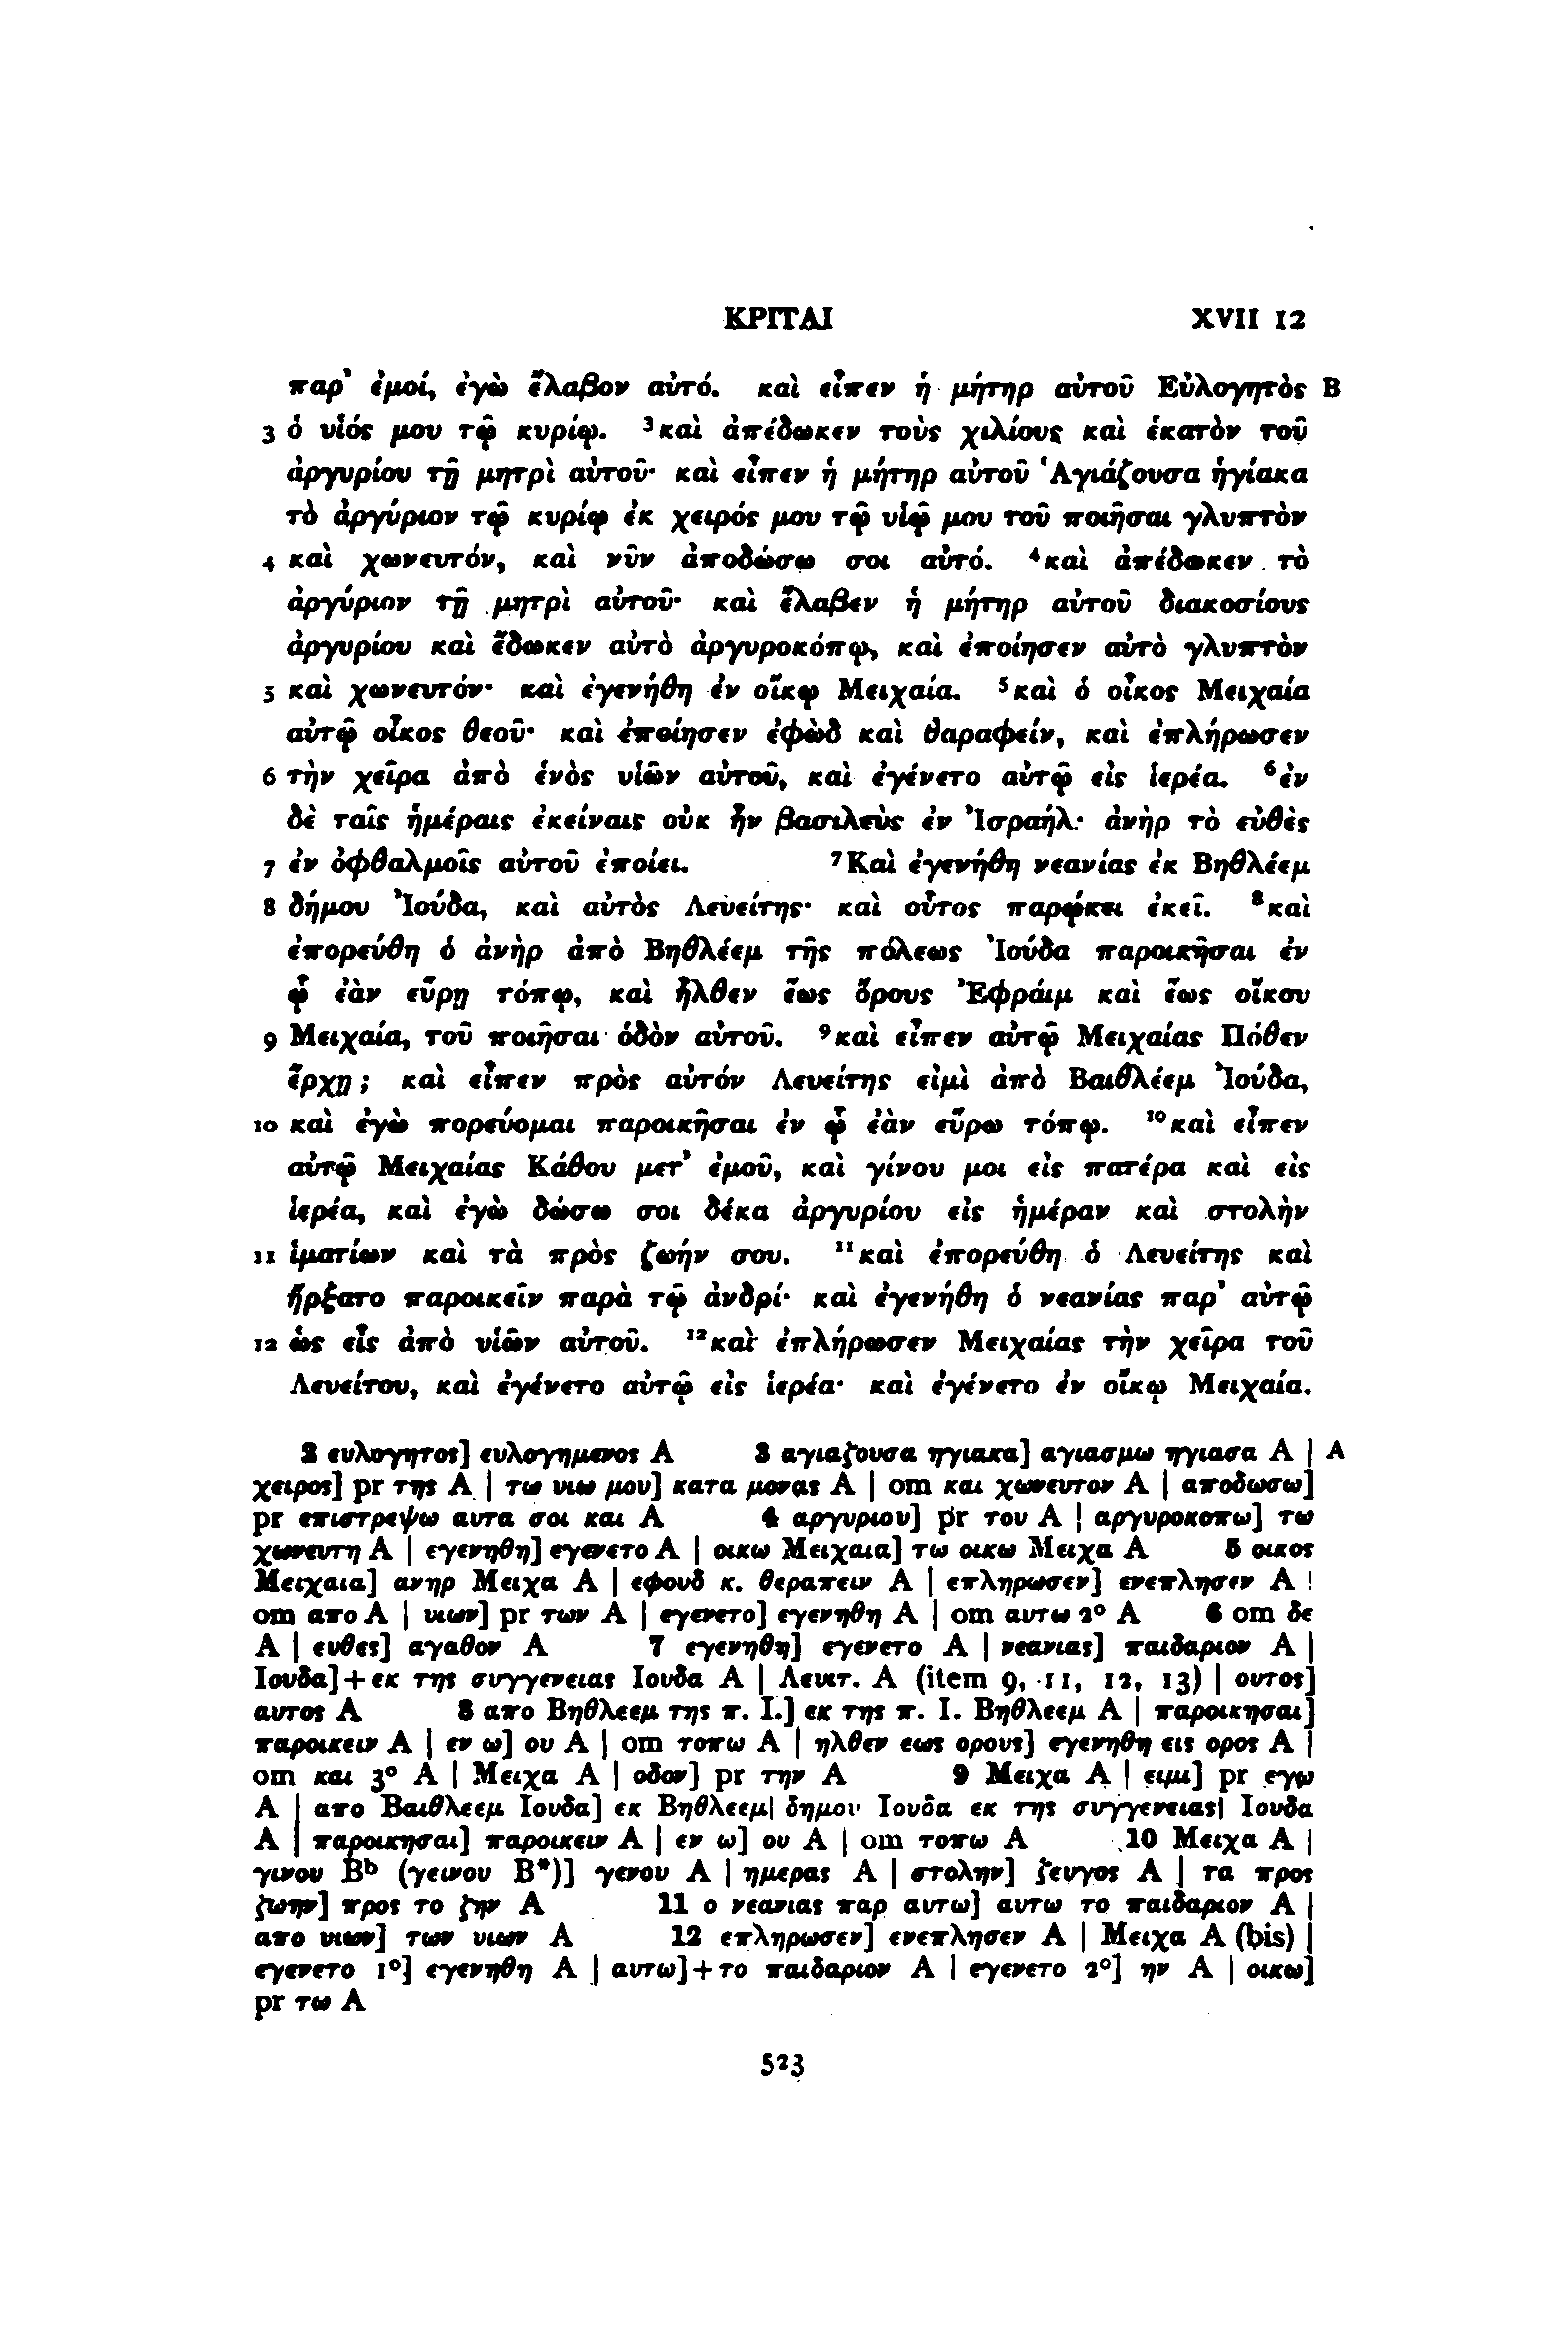 ΚΡΙΤΑΙ XVII 12
παρ' ἐμοί, ἐγὼ ἔλαβον αὐτό. καὶ εἶπεν ἡ μήτηρ αὐτοῦ Εὐλογητὸς B
3 ὁ υἱός μου τῷ κυρίῳ. ³καὶ ἀπέδωκεν τοὺς χιλίους καὶ ἑκατὸν τοῦ
ἀργυρίου τῇ μητρὶ αὐτοῦ· καὶ εἶπεν ἡ μήτηρ αὐτοῦ Ἁγιάζουσα ἡγίακα
τὸ ἀργύριον τῷ κυρίῳ ἐκ χειρός μου τῷ υἱῷ μου τοῦ ποιῆσαι γλυπτὸν
4 καὶ χωνευτόν, καὶ νῦν ἀποδώσω σοι αὐτό. ⁴καὶ ἀπέδωκεν τὸ
ἀργύριον τῇ μητρὶ αὐτοῦ· καὶ ἔλαβεν ἡ μήτηρ αὐτοῦ διακοσίους
ἀργυρίου καὶ ἔδωκεν αὐτὸ ἀργυροκόπῳ, καὶ ἐποίησεν αὐτὸ γλυπτὸν
5 καὶ χωνευτόν· καὶ ἐγενήθη ἐν οἴκῳ Μειχαία. ⁵καὶ ὁ οἶκος Μειχαία
αὐτῷ οἶκος θεοῦ· καὶ ἐποίησεν ἐφὼδ καὶ θαραφείν, καὶ ἐπλήρωσεν
6 τὴν χεῖρα ἀπὸ ἑνὸς υἱῶν αὐτοῦ, καὶ ἐγένετο αὐτῷ εἰς ἱερέα. ⁶ἐν
δὲ ταῖς ἡμέραις ἐκείναις οὐκ ἦν βασιλεὺς ἐν Ἰσραήλ· ἀνὴρ τὸ εὐθὲς
7 ἐν ὀφθαλμοῖς αὐτοῦ ἐποίει. ⁷Καὶ ἐγενήθη νεανίας ἐκ Βηθλέεμ
8 δήμου Ἰούδα, καὶ αὐτὸς Λευείτης· καὶ οὗτος παρῴκει ἐκεῖ. ⁸καὶ
ἐπορεύθη ὁ ἀνὴρ ἀπὸ Βηθλέεμ τῆς πόλεως Ἰούδα παροικῆσαι ἐν
ᾧ ἐὰν εὕρῃ τόπῳ, καὶ ἦλθεν ἕως ὄρους Ἐφράιμ καὶ ἕως οἴκου
9 Μειχαία, τοῦ ποιῆσαι ὁδὸν αὐτοῦ. ⁹καὶ εἶπεν αὐτῷ Μειχαίας Πόθεν
ἔρχῃ; καὶ εἶπεν πρὸς αὐτόν Λευείτης εἰμὶ ἀπὸ Βαιθλέεμ Ἰούδα,
10 καὶ ἐγὼ πορεύομαι παροικῆσαι ἐν ᾧ ἐὰν εὕρω τόπῳ. ¹⁰καὶ εἶπεν
αὐτῷ Μειχαίας Κάθου μετ' ἐμοῦ, καὶ γίνου μοι εἰς πατέρα καὶ εἰς
ἱερέα, καὶ ἐγὼ δώσω σοι δέκα ἀργυρίου εἰς ἡμέραν καὶ στολὴν
11 ἱματίων καὶ τὰ πρὸς ζωήν σου. ¹¹καὶ ἐπορεύθη ὁ Λευείτης καὶ
ἤρξατο παροικεῖν παρὰ τῷ ἀνδρί· καὶ ἐγενήθη ὁ νεανίας παρ' αὐτῷ
12 ὡς εἷς ἀπὸ υἱῶν αὐτοῦ. ¹²καὶ ἐπλήρωσεν Μειχαίας τὴν χεῖρα τοῦ
Λευείτου, καὶ ἐγένετο αὐτῷ εἰς ἱερέα· καὶ ἐγένετο ἐν οἴκῳ Μειχαία.
2 ευλογητος] ευλογημενος A 3 αγιαζουσα ηγιακα] αγιασμω ηγιασα A | A
χειρος] pr της A | τω υιω μου] κατα μονας A | om και χωνευτον A | αποδωσω]
pr επιστρεψω αυτα σοι και A 4 αργυριου] pr του A | αργυροκοπω] τω
χωνευτη A | εγενηθη] εγενετο A | οικω Μειχαια] τω οικω Μειχα A 5 οικος
Μειχαια] ανηρ Μειχα A | εφουδ κ. θεραπειν A | επληρωσεν] ενεπλησεν A |
om απο A | υιων] pr των A | εγενετο] εγενηθη A | om αυτω 2° A 6 om δε
A | ευθες] αγαθον A 7 εγενηθη] εγενετο A | νεανιας] παιδαριον A |
Ιουδα]+εκ της συγγενειας Ιουδα A | Λευιτ. A (item 9, 11, 12, 13) | ουτος]
αυτος A 8 απο Βηθλεεμ της π. Ι.] εκ της π. Ι. Βηθλεεμ A | παροικησαι]
παροικειν A | εν ω] ου A | om τοπω A | ηλθεν εως ορους] εγενηθη εις ορος A |
om και 3° A | Μειχα A | οδον] pr την A 9 Μειχα A | ειμι] pr εγω
A | απο Βαιθλεεμ Ιουδα] εκ Βηθλεεμ| δημου Ιουδα εκ της συγγενειας| Ιουδα
A | παροικησαι] παροικειν A | εν ω] ου A | om τοπω A 10 Μειχα A |
γινου Bᵇ (γεινου B*)] γενου A | ημερας A | στολην] ζευγος A | τα προς
ζωην] προς το ζην A 11 ο νεανιας παρ αυτω] αυτω το παιδαριον A |
απο υιων] των υιων A 12 επληρωσεν] ενεπλησεν A | Μειχα A (bis) |
εγενετο 1°] εγενηθη A | αυτω]+το παιδαριον A | εγενετο 2°] ην A | οικω]
pr τω A
523